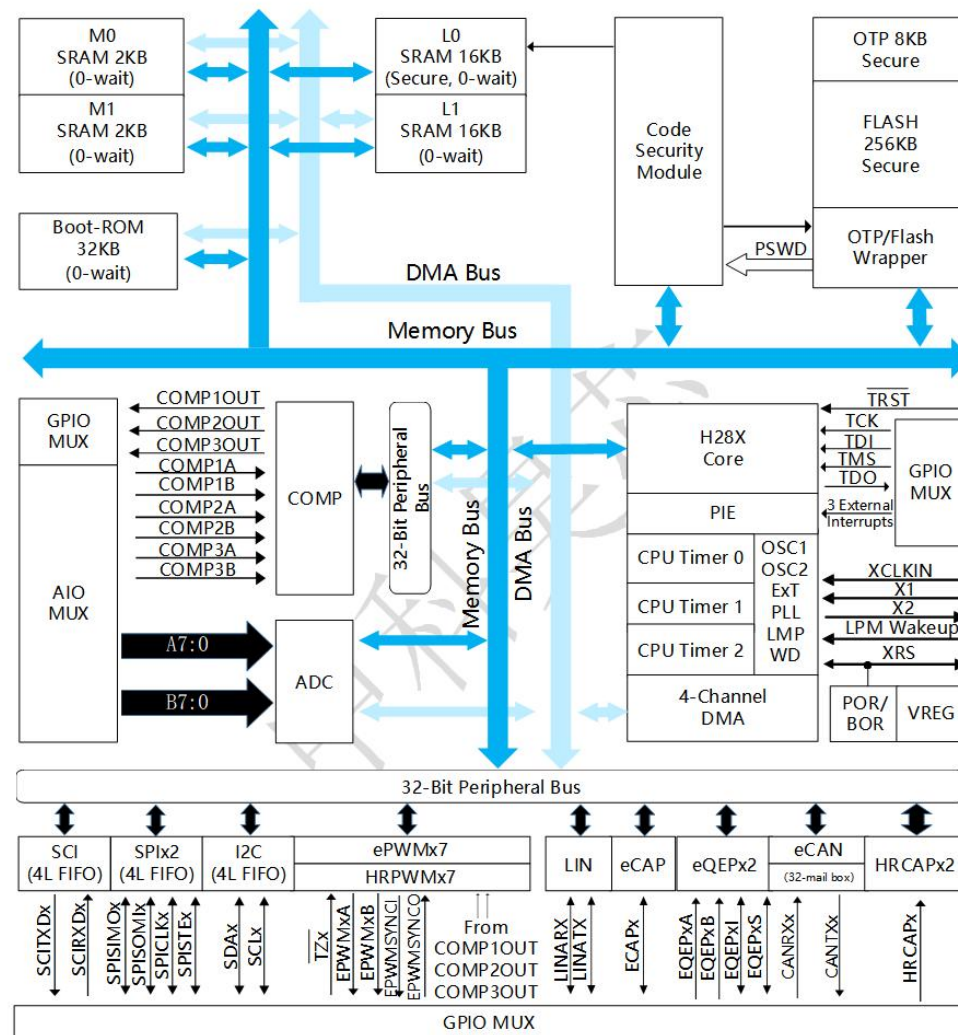 M0
SRAM 2KB
(0-wait)
M1
SRAM 2KB
(0-wait)
L0
SRAM 16KB
(Secure, 0-wait)
L1
SRAM 16KB
(0-wait)
Code
Security
Module
OTP 8KB
Secure
FLASH
256KB
Secure
OTP/Flash
Wrapper
PSWD
Boot-ROM
32KB
(0-wait)
DMA Bus
Memory Bus
GPIO
MUX
AIO
MUX
COMP1OUT
COMP2OUT
COMP3OUT
COMP1A
COMP1B
COMP2A
COMP2B
COMP3A
COMP3B
COMP
32-Bit Peripheral
Bus
Memory Bus
DMA Bus
A7:0
B7:0
ADC
H28X
Core
PIE
CPU Timer 0
CPU Timer 1
CPU Timer 2
OSC1
OSC2
ExT
PLL
LMP
WD
4-Channel
DMA
TRST
TCK
TDI
TMS
TDO
3 External
Interrupts
GPIO
MUX
XCLKIN
X1
X2
LPM Wakeup
XRS
POR/
BOR
VREG
32-Bit Peripheral Bus
SCI
(4L FIFO)
SPIx2
(4L FIFO)
I2C
(4L FIFO)
ePWMx7
HRPWMx7
LIN
eCAP
eQEPx2
eCAN
(32-mail box)
HRCAPx2
SCITXDx
SCIRXDx
SPISIMOx
SPISOMIx
SPICLKx
SPISTEx
SDAx
SCLx
TZx
EPWMxA
EPWMxB
EPWMSYNCI
EPWMSYNCO
From
COMP1OUT
COMP2OUT
COMP3OUT
LINARX
LINATX
ECAPx
EQEPxA
EQEPxB
EQEPxI
EQEPxS
CANRXx
CANTXx
HRCAPx
GPIO MUX